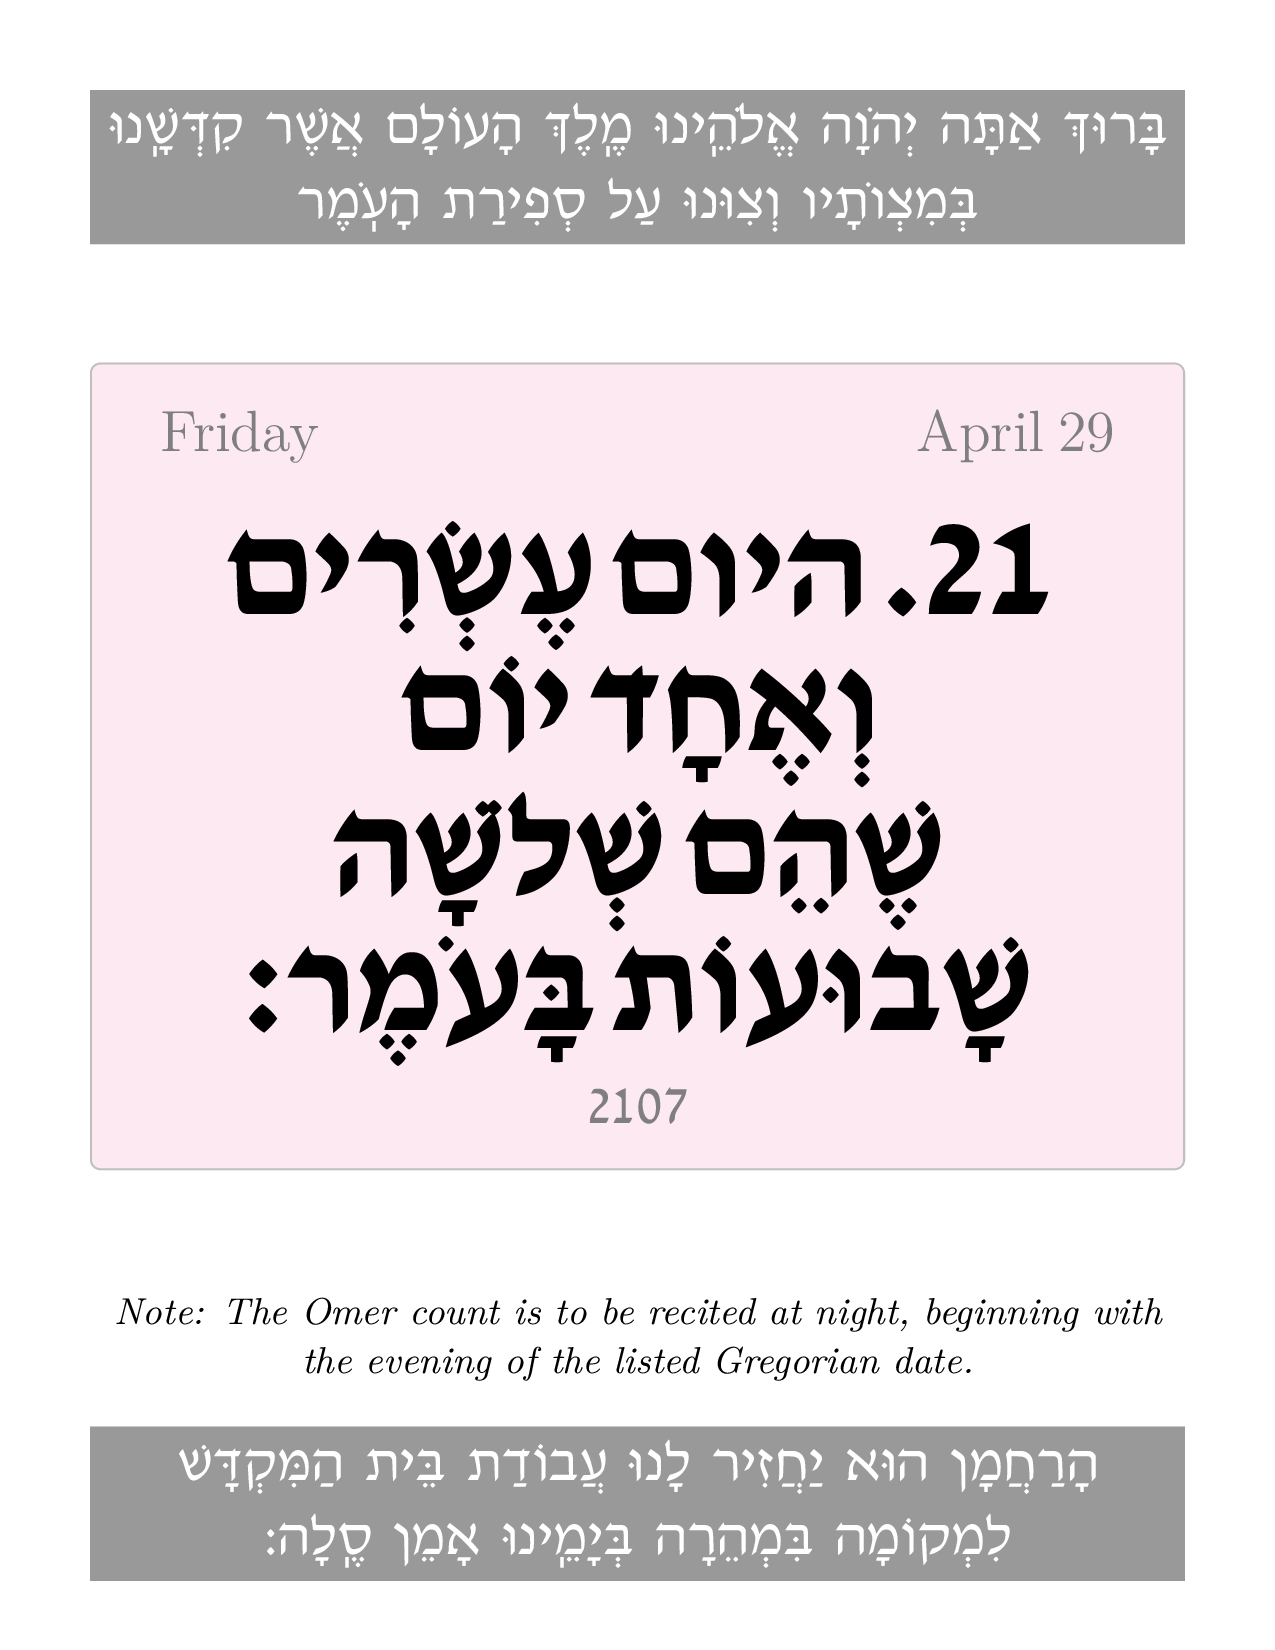 בָּרוּךְ אַתָּה יְהֹוָה אֱלֹהֵֽינוּ מֶֽלֶךְ הָעוֹלָם אֲשֶׁר קִדְּשָֽׁנוּ
בְּמִצְוֹתָיו וְצִוּנוּ עַל סְפִירַת הָעֹֽמֶר
Friday April 29
21. היום עֶשְׂרִים
וְאֶחָד יוֹם
שֶׁהֵם שְׁלֹשָׁה
שָׁבוּעוֹת בָּעֹמֶר:
2107
Note: The Omer count is to be recited at night, beginning with
the evening of the listed Gregorian date.
הָרַחֲמָן הוּא יַחֲזִיר לָנוּ עֲבוֹדַת בֵּית הַמִּקְדָּשׁ
לִמְקוֹמָה בִּמְהֵרָה בְּיָמֵֽינוּ אָמֵן סֶֽלָה: